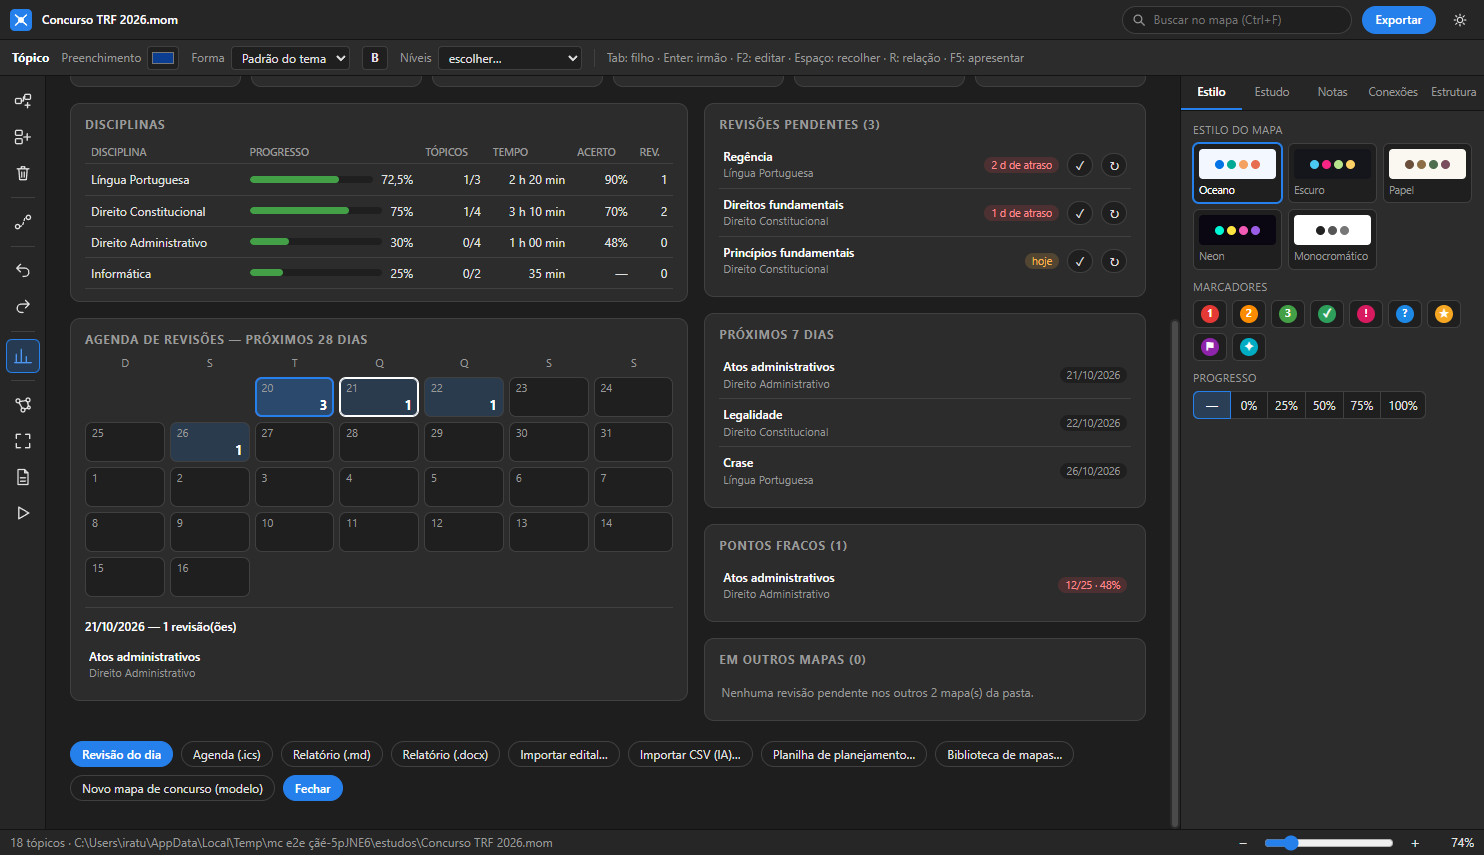 Concurso TRF 2026.mom
Buscar no mapa (Ctrl+F)
Exportar
Tópico Preenchimento Forma Padrão do tema B Níveis escolher... Tab: filho · Enter: irmão · F2: editar · Espaço: recolher · R: relação · F5: apresentar
DISCIPLINAS
DISCIPLINA PROGRESSO TÓPICOS TEMPO ACERTO REV.
Língua Portuguesa 72,5% 1/3 2 h 20 min 90% 1
Direito Constitucional 75% 1/4 3 h 10 min 70% 2
Direito Administrativo 30% 0/4 1 h 00 min 48% 0
Informática 25% 0/2 35 min — 0
AGENDA DE REVISÕES — PRÓXIMOS 28 DIAS
D S T Q Q S S
20 3 21 1 22 1 23 24
25 26 1 27 28 29 30 31
1 2 3 4 5 6 7
8 9 10 11 12 13 14
15 16
21/10/2026 — 1 revisão(ões)
Atos administrativos
Direito Administrativo
REVISÕES PENDENTES (3)
Regência
Língua Portuguesa
2 d de atraso
Direitos fundamentais
Direito Constitucional
1 d de atraso
Princípios fundamentais
Direito Constitucional
hoje
PRÓXIMOS 7 DIAS
Atos administrativos
Direito Administrativo
21/10/2026
Legalidade
Direito Constitucional
22/10/2026
Crase
Língua Portuguesa
26/10/2026
PONTOS FRACOS (1)
Atos administrativos
Direito Administrativo
12/25 · 48%
EM OUTROS MAPAS (0)
Nenhuma revisão pendente nos outros 2 mapa(s) da pasta.
Revisão do dia Agenda (.ics) Relatório (.md) Relatório (.docx) Importar edital... Importar CSV (IA)... Planilha de planejamento... Biblioteca de mapas...
Novo mapa de concurso (modelo) Fechar
Estilo Estudo Notas Conexões Estrutura
ESTILO DO MAPA
Oceano Escuro Papel
Neon Monocromático
MARCADORES
1 2 3 ✓ ! ? ★
PROGRESSO
— 0% 25% 50% 75% 100%
18 tópicos · C:\Users\iratu\AppData\Local\Temp\mc e2e çãé-5pJNE6\estudos\Concurso TRF 2026.mom
− + 74%